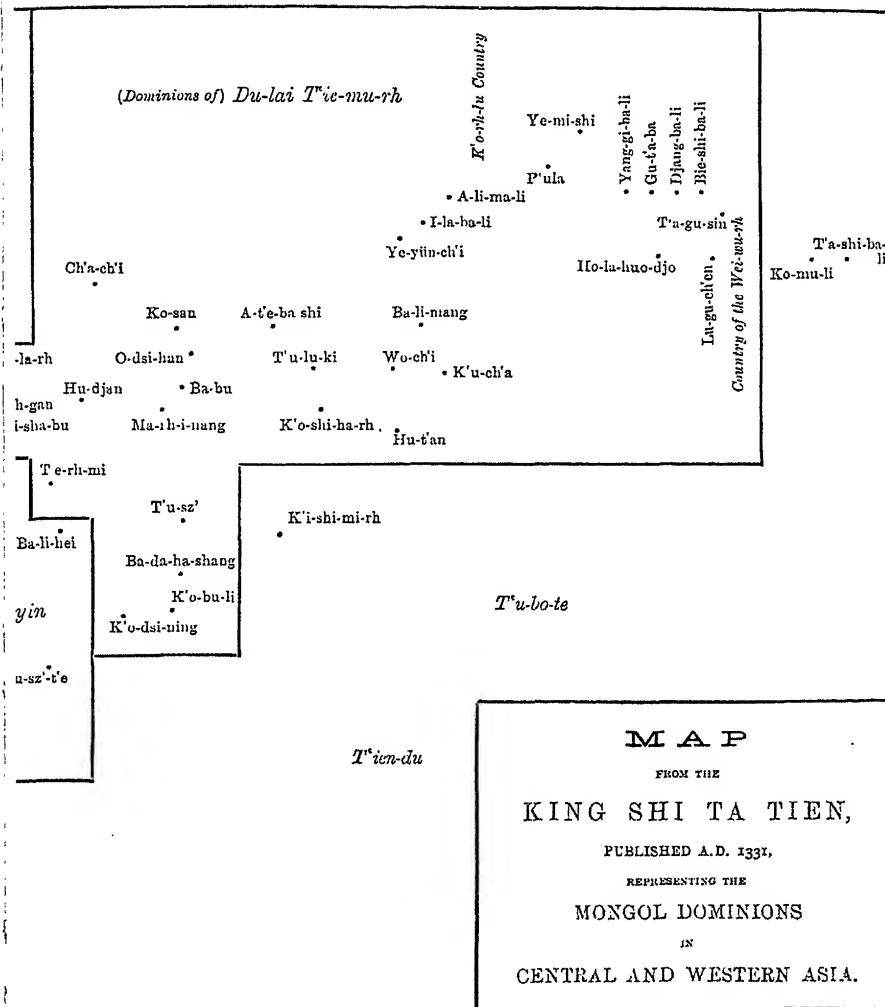 (Dominions of) Du-lai T'ie-mu-rh
K'o-rh-lu Country
Ye-mi-shi
P'ula
Yang-gi-ba-li
Gu-t'a-ba
Djang-ba-li
Bie-shi-ba-li
A-li-ma-li
I-la-ba-li
Ye-yün-ch'i
T'a-gu-sin
Ho-la-huo-djo
Lu-gu-ch'en
Country of the Wei-wu-rh
T'a-shi-ba-
li
Ko-mu-li
Ch'a-ch'i
Ko-san
A-t'e-ba shi
Ba-li-mang
-la-rh
O-dsi-han
T'u-lu-ki
Wo-ch'i
K'u-ch'a
Hu-djan
Ba-bu
h-gan
i-sha-bu
Ma-rh-i-nang
K'o-shi-ha-rh
Hu-t'an
Te-rh-mi
T'u-sz'
K'i-shi-mi-rh
Ba-li-hei
Ba-da-ha-shang
K'o-bu-li
yin
T'u-bo-te
K'o-dsi-ning
u-sz'-t'e
T'ien-du
MAP
FROM THE
KING SHI TA TIEN,
PUBLISHED A.D. 1331,
REPRESENTING THE
MONGOL DOMINIONS
IN
CENTRAL AND WESTERN ASIA.